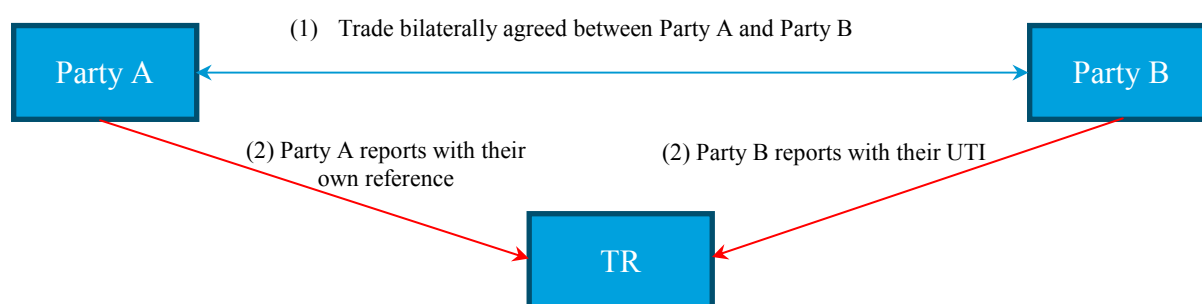 (1) Trade bilaterally agreed between Party A and Party B
Party A
Party B
(2) Party A reports with their
own reference
(2) Party B reports with their UTI
TR